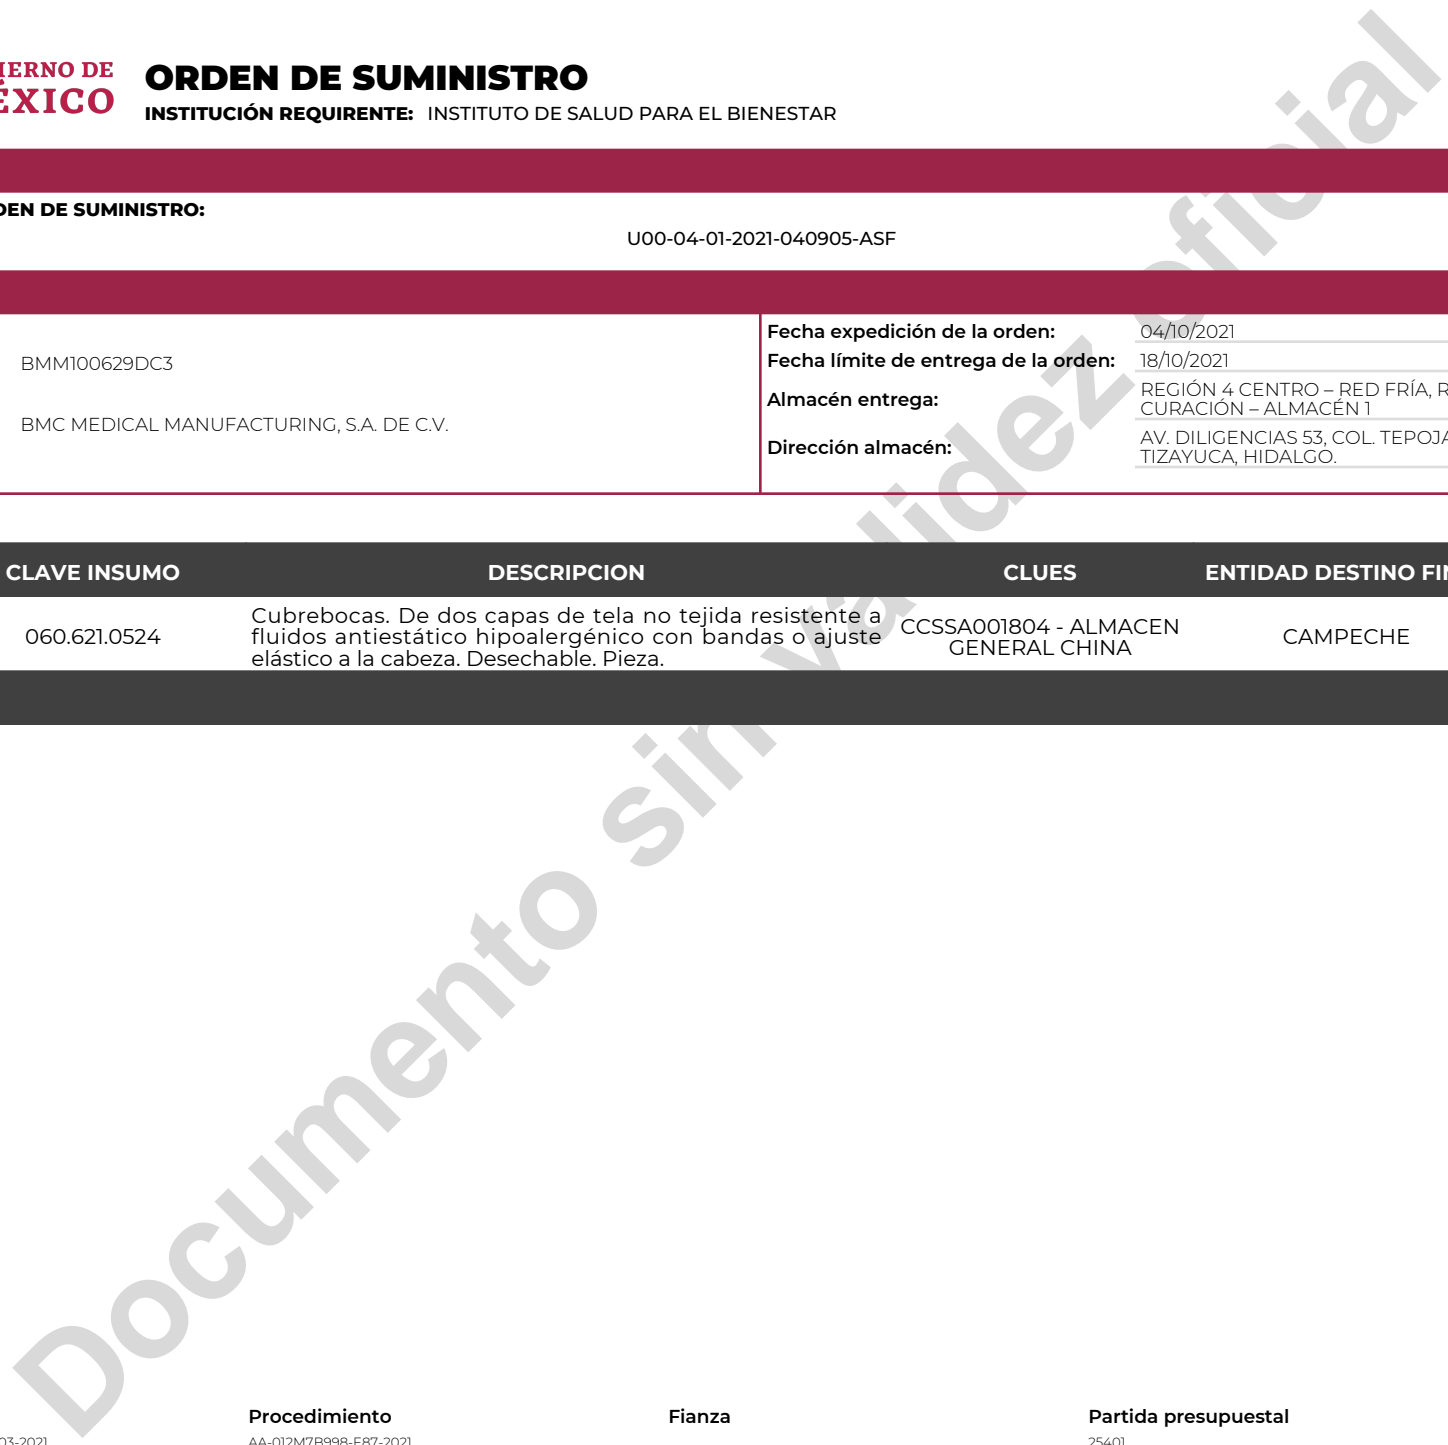 ORDEN DE SUMINISTRO
INSTITUCIÓN REQUIRENTE: INSTITUTO DE SALUD PARA EL BIENESTAR
IERNO DE
ÉXICO
DEN DE SUMINISTRO:
U00-04-01-2021-040905-ASF
BMM100629DC3
BMC MEDICAL MANUFACTURING, S.A. DE C.V.
Fecha expedición de la orden: 04/10/2021
Fecha límite de entrega de la orden: 18/10/2021
Almacén entrega: REGIÓN 4 CENTRO – RED FRÍA, R
CURACIÓN – ALMACÉN 1
Dirección almacén: AV. DILIGENCIAS 53, COL. TEPOJA
TIZAYUCA, HIDALGO.
CLAVE INSUMO DESCRIPCION CLUES ENTIDAD DESTINO FIN
060.621.0524
Cubrebocas. De dos capas de tela no tejida resistente a
fluidos antiestático hipoalergénico con bandas o ajuste
elástico a la cabeza. Desechable. Pieza.
CCSSA001804 - ALMACEN
GENERAL CHINA
CAMPECHE
Documento sin validez oficial
Procedimiento Fianza Partida presupuestal
03-2021 AA-012M7B998-E87-2021 25401